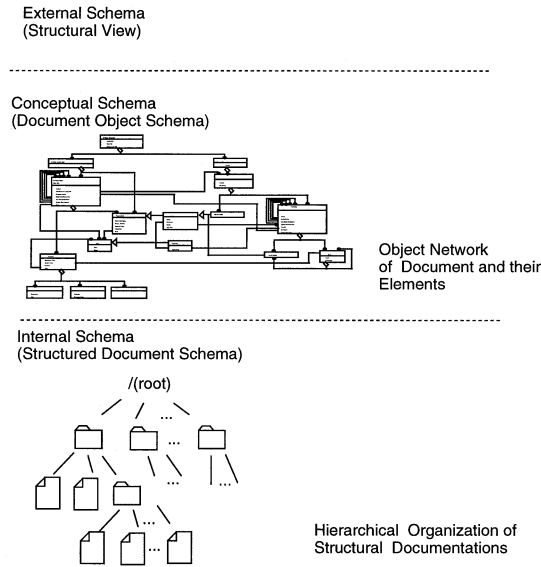 External Schema
(Structural View)
Conceptual Schema
(Document Object Schema)
Object Network
of Document and their
Elements
Internal Schema
(Structured Document Schema)
/(root)
...
...
...
...
...
...
Hierarchical Organization of
Structural Documentations